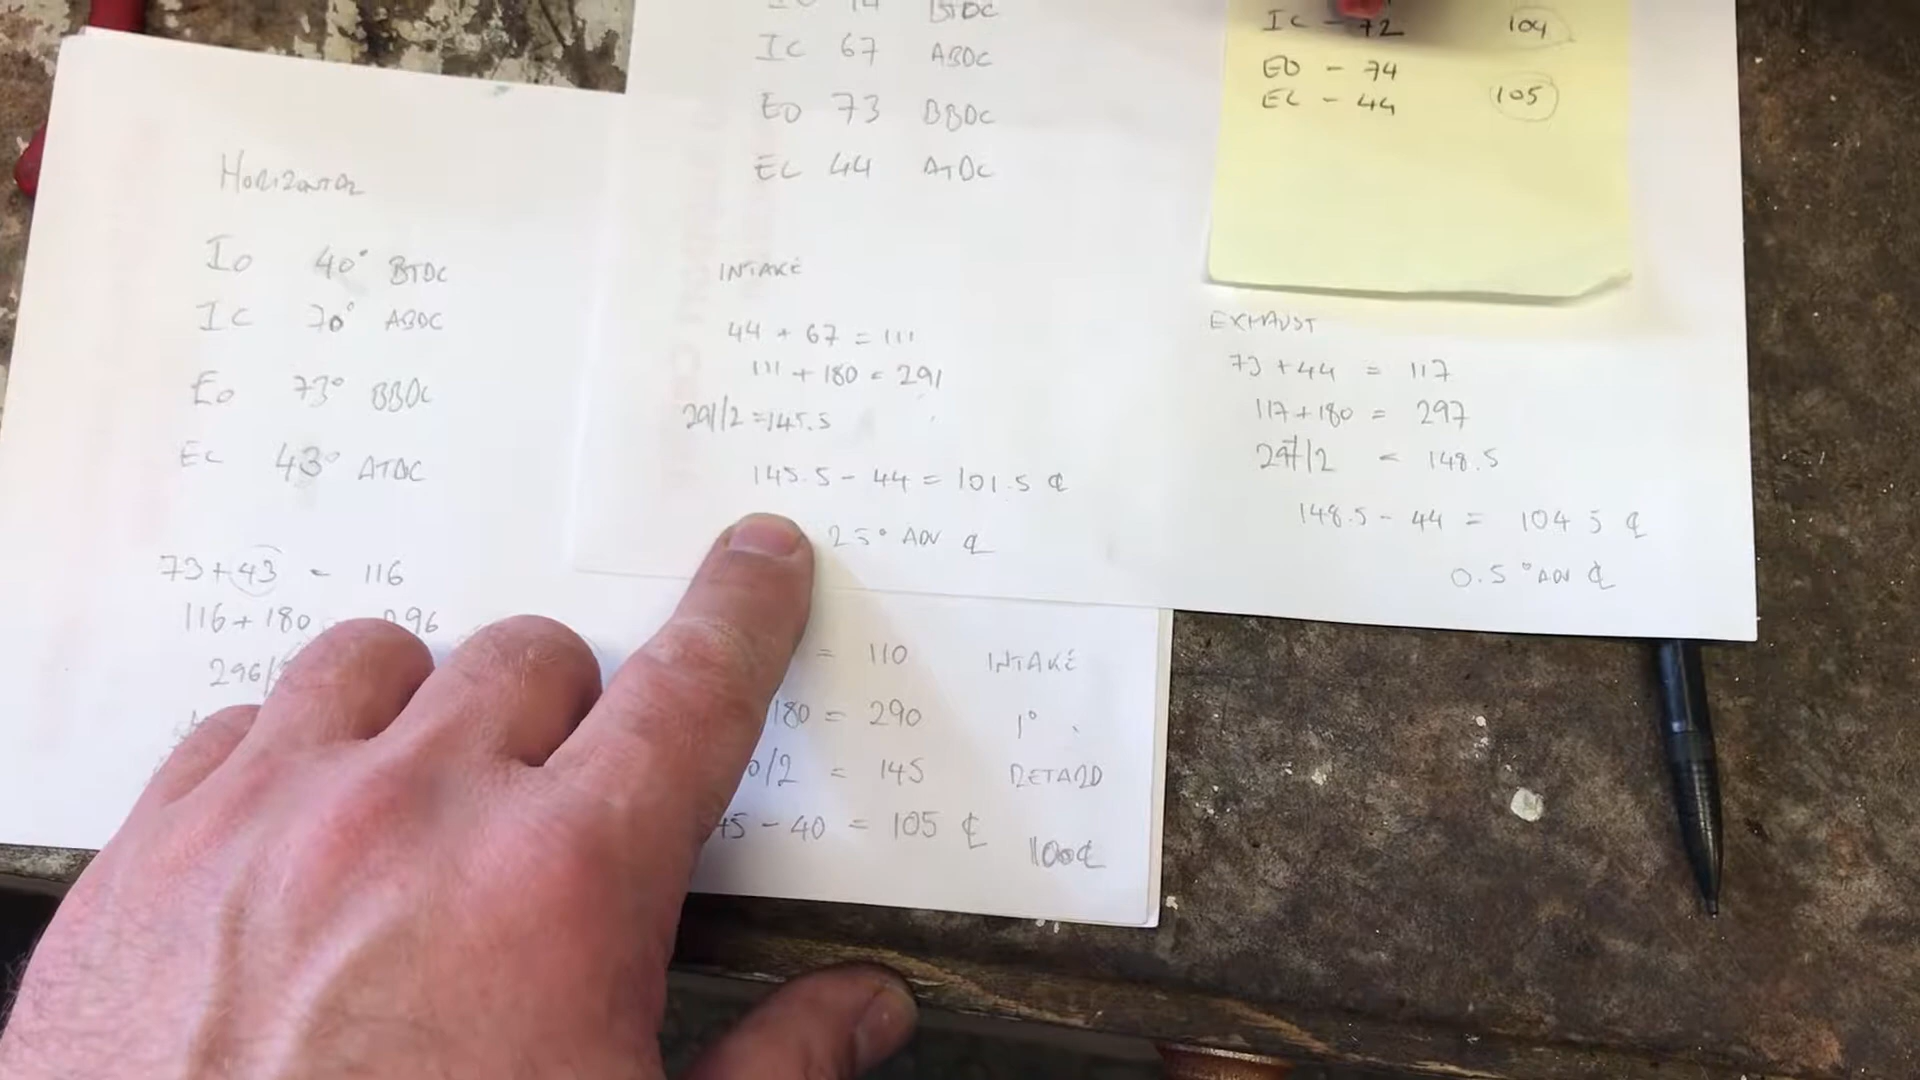 Horizontal
Io 40° BTDC
IC 70° ABDC
Eo 73° BBDC
EC 43° ATDC
73+43 = 116
116+180
296/
BTDC
IC 67 ABDC
EO 73 BBDC
EC 44 ATDC
INTAKE
44 + 67 = 111
111 + 180 = 291
291/2 = 145.5
145.5 - 44 = 101.5 ℄
25° ADV ℄
IC - 72 104
EO - 74
EC - 44 105
EXHAUST
73 + 44 = 117
117 + 180 = 297
297/2 = 148.5
148.5 - 44 = 104 5 ℄
0.5° ADV ℄
= 110 INTAKE
180 = 290 1°
0/2 = 145 RETARD
45 - 40 = 105 ℄